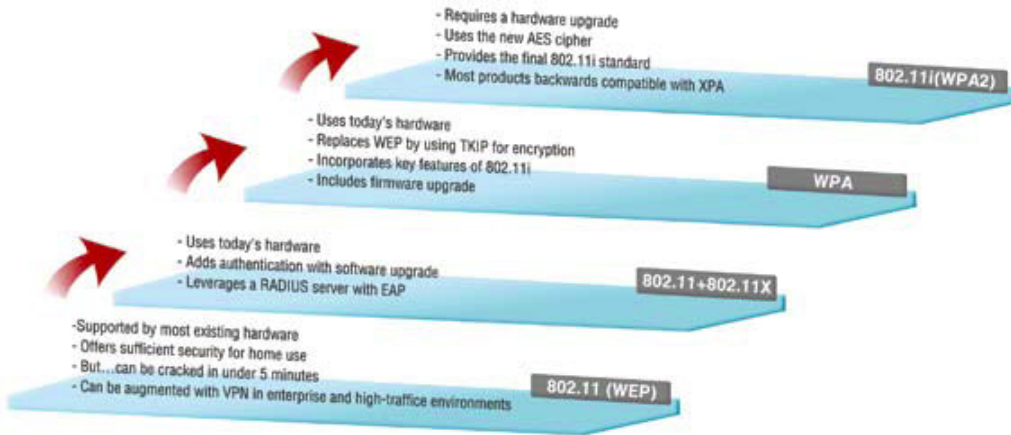 - Requires a hardware upgrade
- Uses the new AES cipher
- Provides the final 802.11i standard
- Most products backwards compatible with XPA
802.11i(WPA2)
- Uses today's hardware
- Replaces WEP by using TKIP for encryption
- Incorporates key features of 802.11i
- Includes firmware upgrade
WPA
- Uses today's hardware
- Adds authentication with software upgrade
- Leverages a RADIUS server with EAP
802.11+802.11X
-Supported by most existing hardware
- Offers sufficient security for home use
- But...can be cracked in under 5 minutes
- Can be augmented with VPN in enterprise and high-traffice environments
802.11 (WEP)